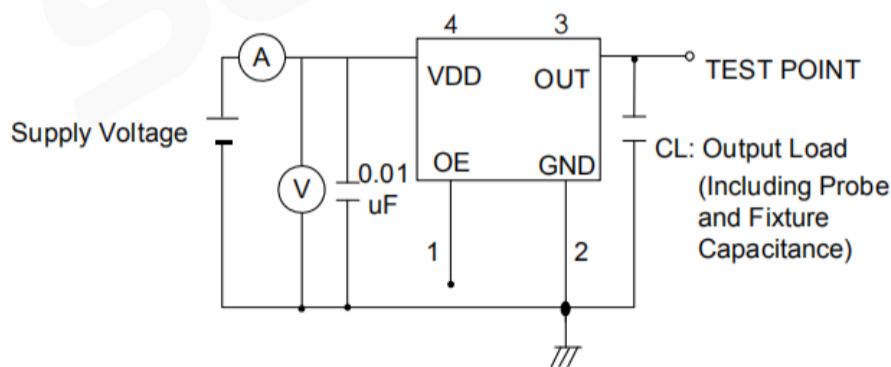 4 3
A
VDD OUT
TEST POINT
Supply Voltage
V
0.01
uF
OE GND
CL: Output Load
(Including Probe
and Fixture
Capacitance)
1 2